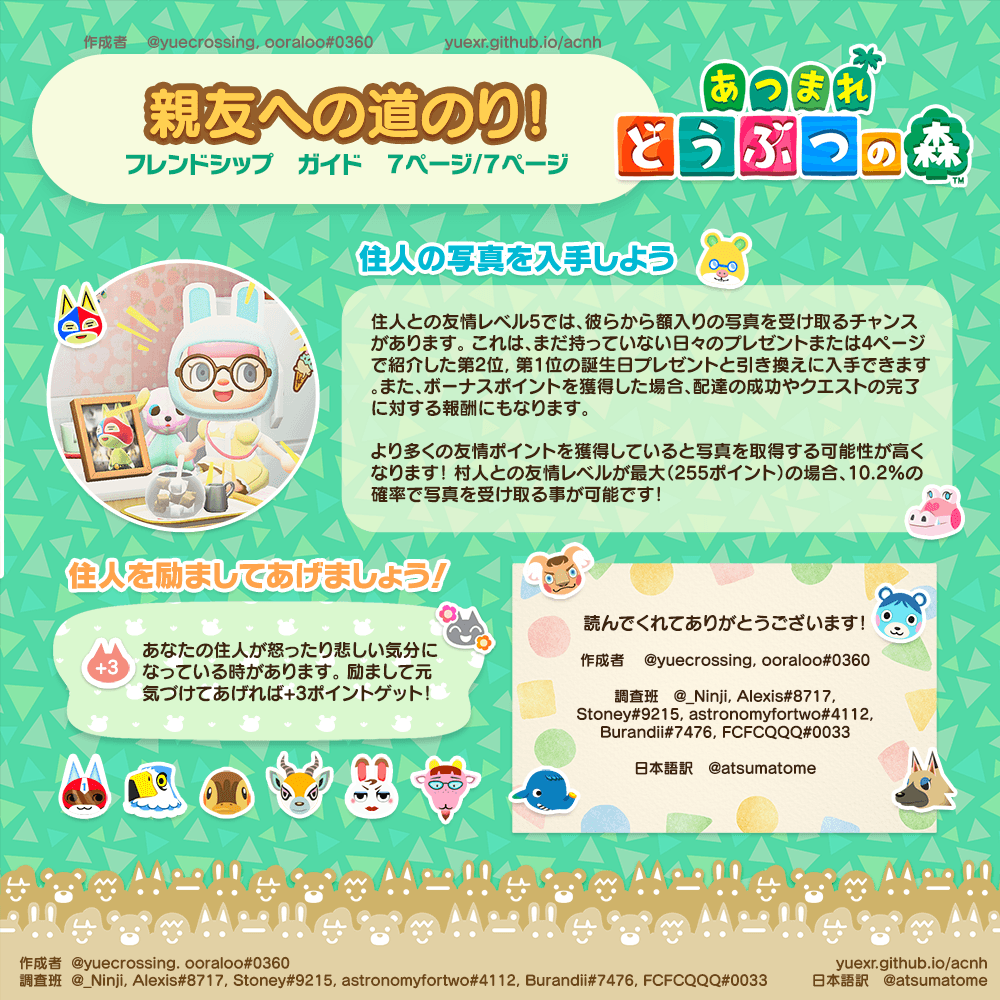 作成者 @yuecrossing, ooraloo#0360 yuexr.github.io/acnh
親友への道のり!
フレンドシップ ガイド 7ページ/7ページ
あつまれ
どうぶつの森
TM
住人の写真を入手しよう
住人との友情レベル5では、彼らから額入りの写真を受け取るチャンス
があります。これは、まだ持っていない日々のプレゼントまたは4ページ
で紹介した第2位, 第1位の誕生日プレゼントと引き換えに入手できます
。また、ボーナスポイントを獲得した場合、配達の成功やクエストの完了
に対する報酬にもなります。
より多くの友情ポイントを獲得していると写真を取得する可能性が高く
なります! 村人との友情レベルが最大(255ポイント)の場合、10.2%の
確率で写真を受け取る事が可能です!
住人を励ましてあげましょう!
+3
あなたの住人が怒ったり悲しい気分に
なっている時があります。励まして元
気づけてあげれば+3ポイントゲット!
読んでくれてありがとうございます!
作成者 @yuecrossing, ooraloo#0360
調査班 @_Ninji, Alexis#8717,
Stoney#9215, astronomyfortwo#4112,
Burandii#7476, FCFCQQQ#0033
日本語訳 @atsumatome
作成者 @yuecrossing. ooraloo#0360 yuexr.github.io/acnh
調査班 @_Ninji, Alexis#8717, Stoney#9215, astronomyfortwo#4112, Burandii#7476, FCFCQQQ#0033 日本語訳 @atsumatome